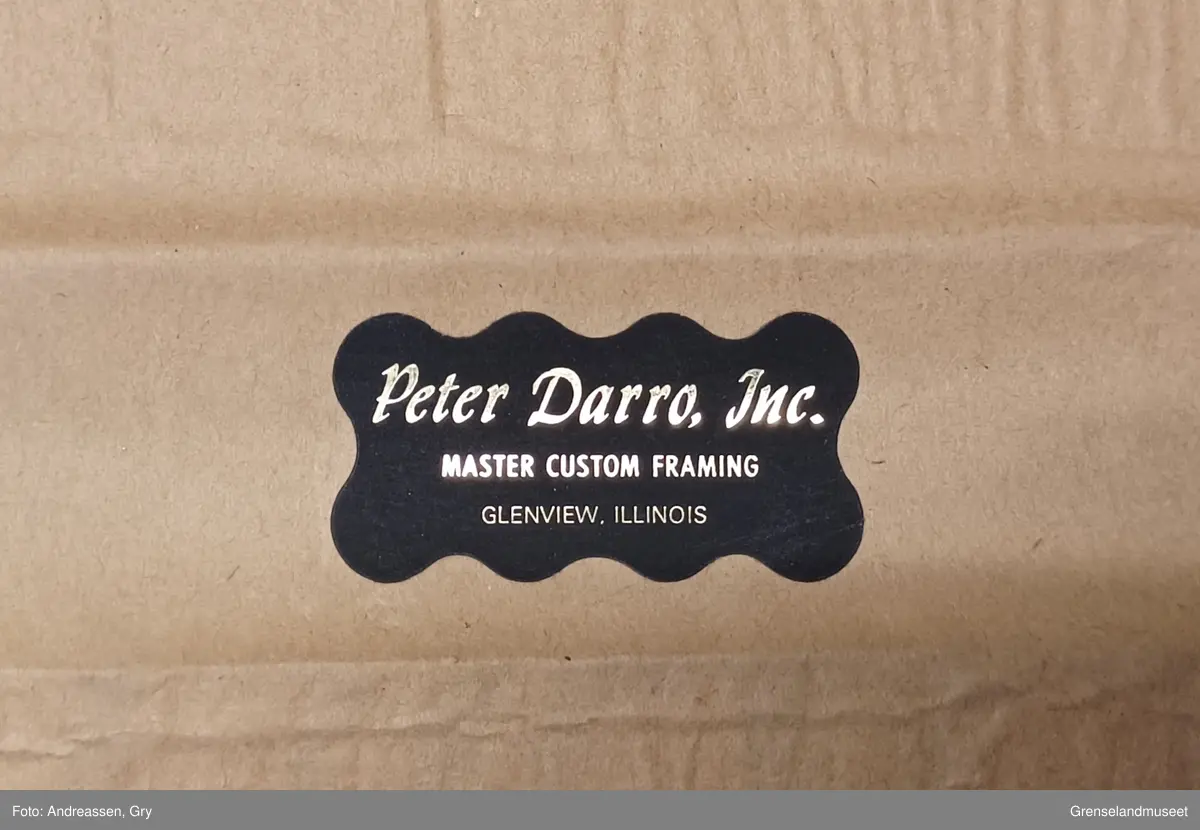 Peter Darro, Inc.
MASTER CUSTOM FRAMING
GLENVIEW, ILLINOIS
Foto: Andreassen, Gry
Grenselandmuseet